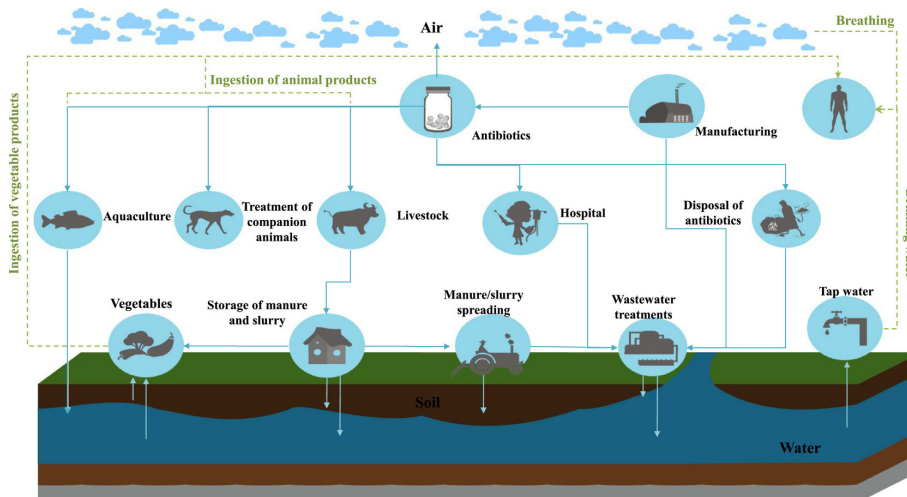 Breathing
Air
Ingestion of animal products
Ingestion of vegetable products
Antibiotics
Manufacturing
Aquaculture
Treatment of
companion
animals
Livestock
Hospital
Disposal of
antibiotics
Vegetables
Storage of manure
and slurry
Manure/slurry
spreading
Wastewater
treatments
Tap water
Soil
Water